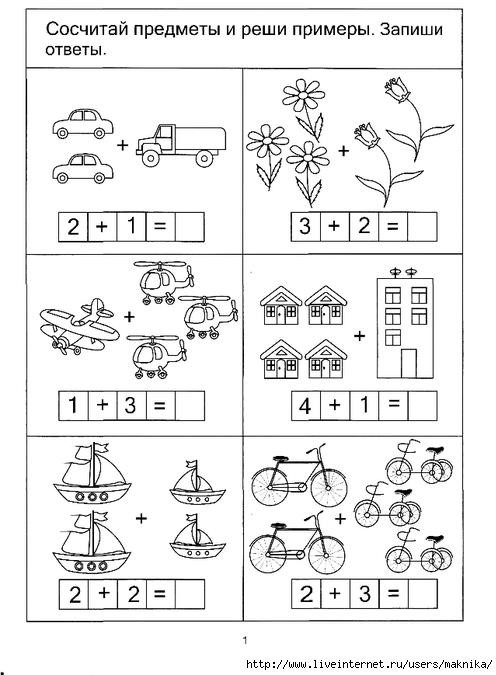 Сосчитай предметы и реши примеры. Запиши
ответы.
2 + 1 =
3 + 2 =
1 + 3 =
4 + 1 =
2 + 2 =
2 + 3 =
1
http://www.liveinternet.ru/users/maknika/